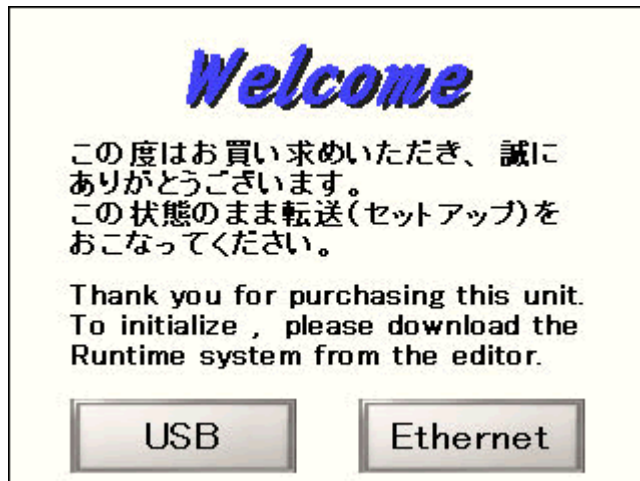 Welcome
この度はお買い求めいただき、誠に
ありがとうございます。
この状態のまま転送(セットアップ)を
おこなってください。
Thank you for purchasing this unit.
To initialize , please download the
Runtime system from the editor.
USB
Ethernet